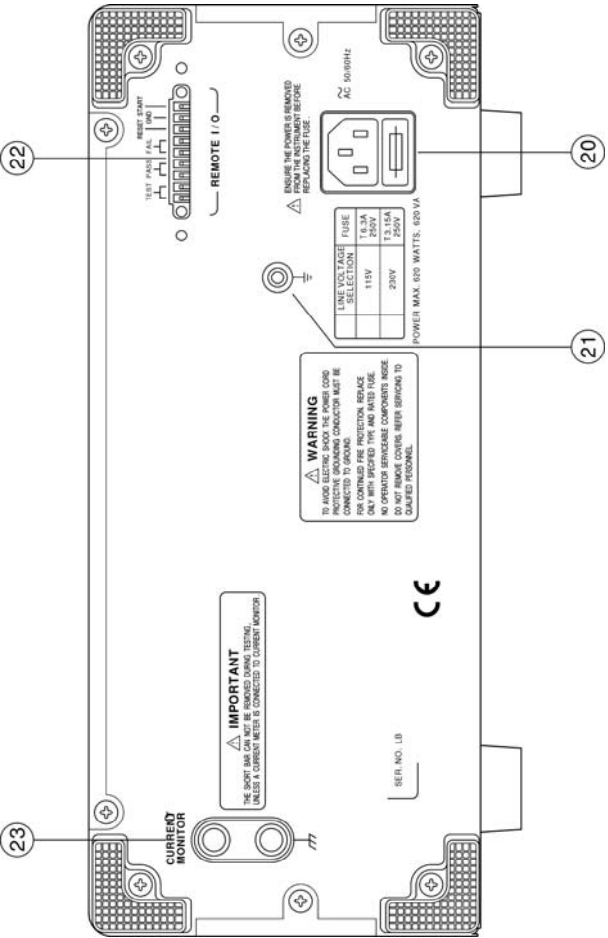 23
22
CURRENT
MONITOR
TEST PASS FAIL
RESET START
GND
REMOTE I / O
⚠ IMPORTANT
THE SHORT BAR CAN NOT BE REMOVED DURING TESTING,
UNLESS A CURRENT METER IS CONNECTED TO CURRENT MONITOR.
⚠ ENSURE THE POWER IS REMOVED
FROM THE INSTRUMENT BEFORE
REPLACING THE FUSE .
⚠ WARNING
TO AVOID ELECTRIC SHOCK THE POWER CORD
PROTECTIVE GROUNDING CONDUCTOR MUST BE
CONNECTED TO GROUND.
FOR CONTINUED FIRE PROTECTION. REPLACE
ONLY WITH SPECIFIED TYPE AND RATED FUSE.
NO OPERATOR SERVICEABLE COMPONENTS INSIDE.
DO NOT REMOVE COVERS. REFER SERVICING TO
QUALIFIED PERSONNEL.
LINE VOLTAGE
SELECTION
FUSE
115V
T 6.3A
250V
230V
T 3.15A
250V
POWER MAX. 620 WATTS, 620 VA
~
AC 50/60Hz
SER. NO. LB
CE
21
20